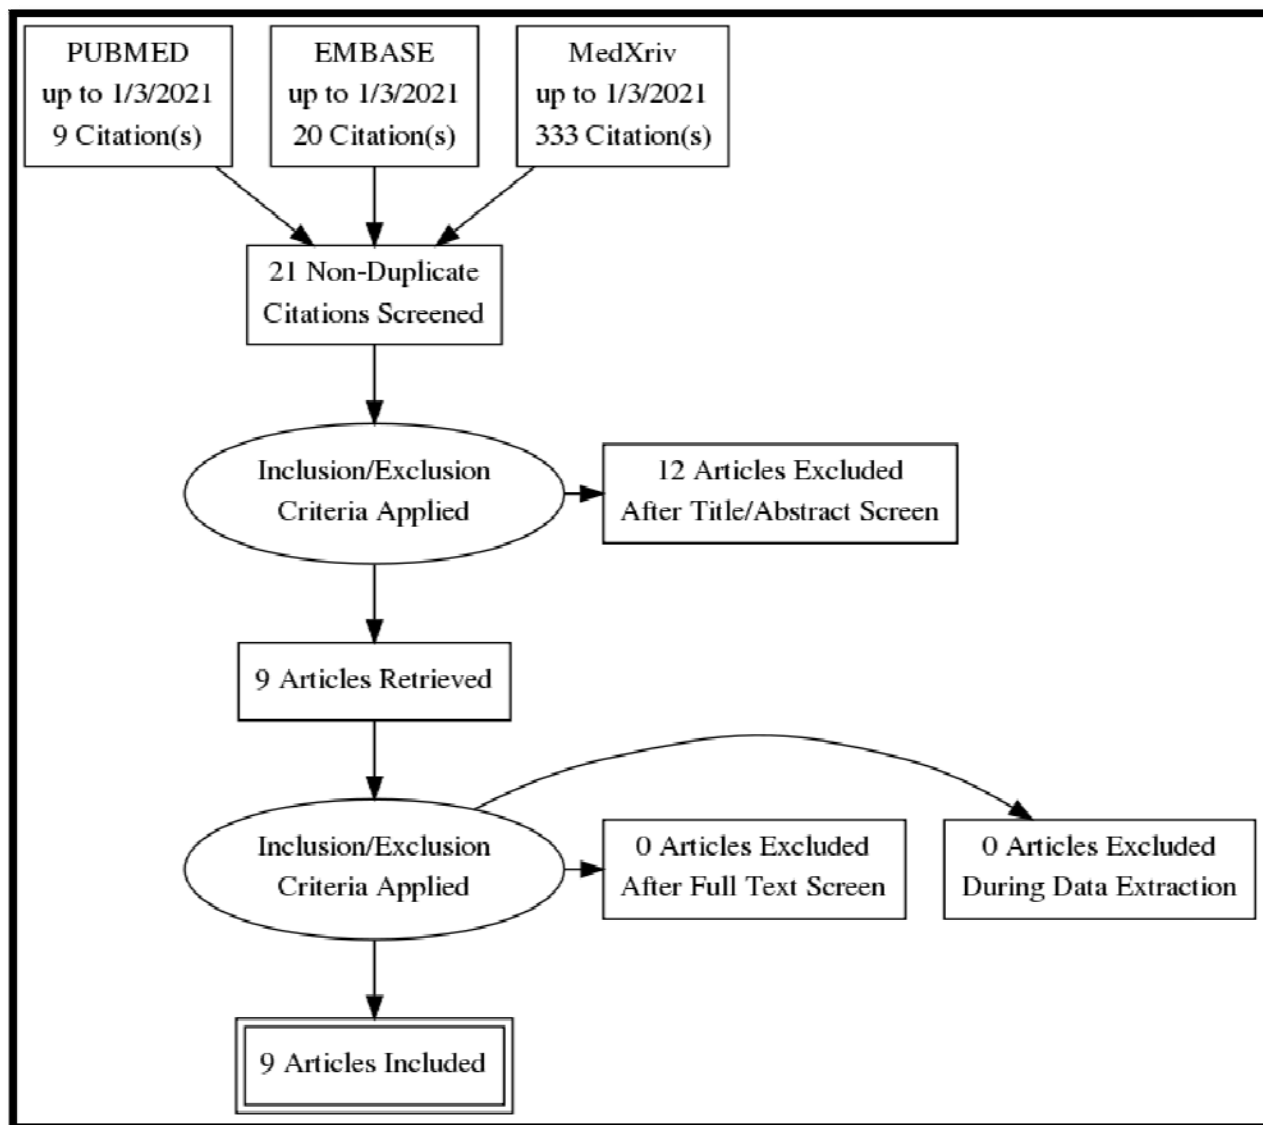 PUBMED
up to 1/3/2021
9 Citation(s)
EMBASE
up to 1/3/2021
20 Citation(s)
MedXriv
up to 1/3/2021
333 Citation(s)
21 Non-Duplicate
Citations Screened
Inclusion/Exclusion
Criteria Applied
12 Articles Excluded
After Title/Abstract Screen
9 Articles Retrieved
Inclusion/Exclusion
Criteria Applied
0 Articles Excluded
After Full Text Screen
0 Articles Excluded
During Data Extraction
9 Articles Included